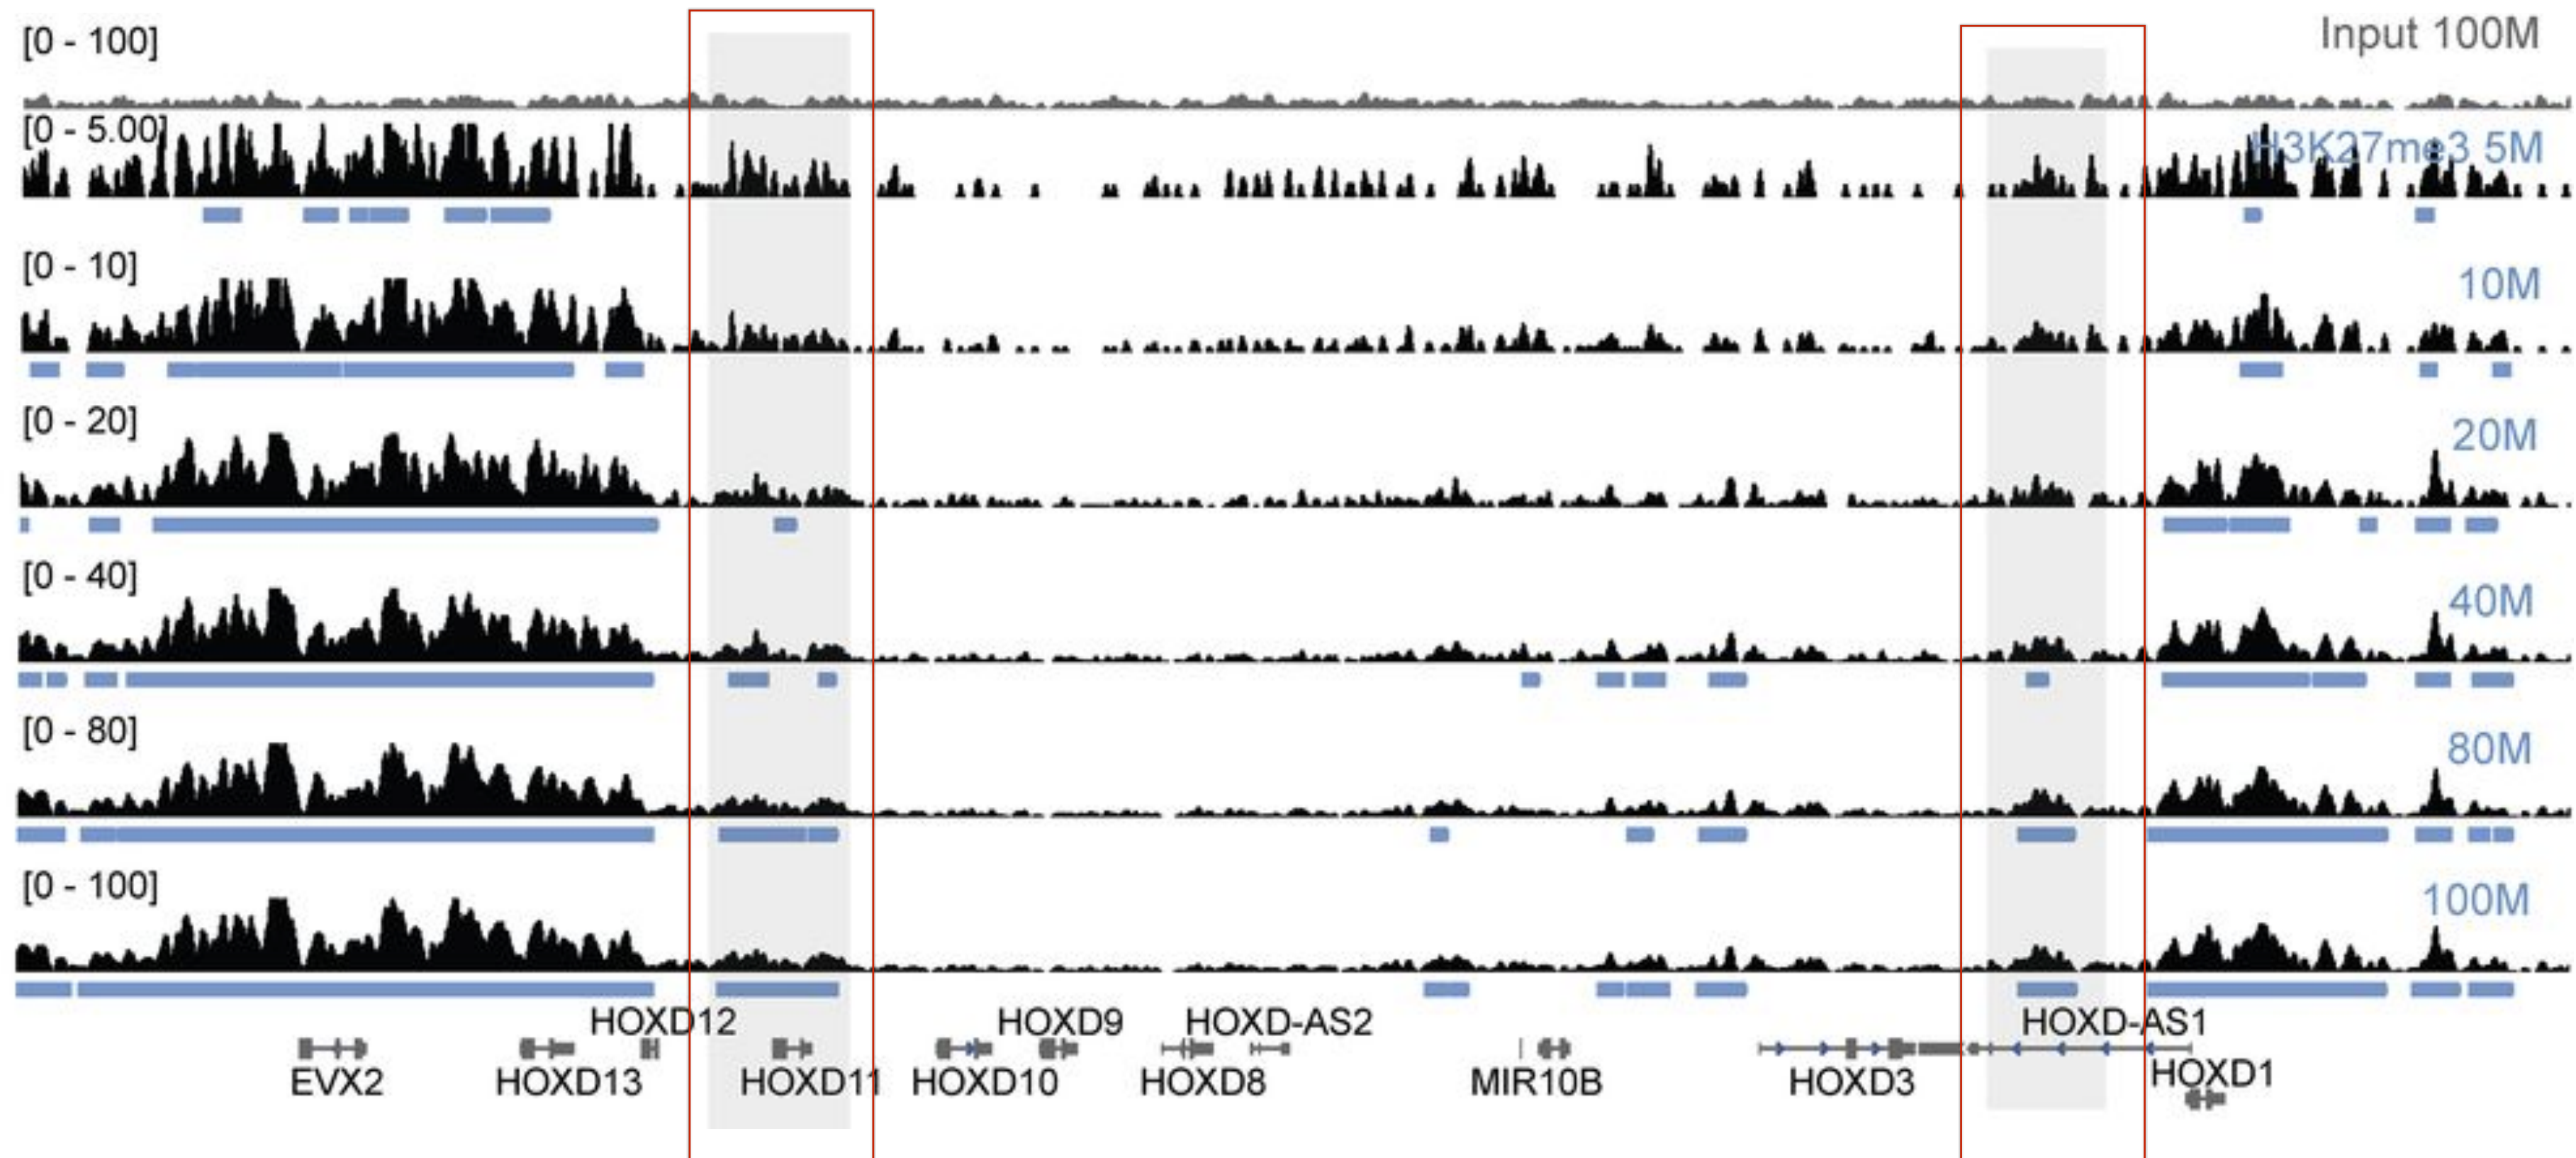 [0 - 100]
Input 100M
[0 - 5.00]
H3K27me3 5M
[0 - 10]
10M
[0 - 20]
20M
[0 - 40]
40M
[0 - 80]
80M
[0 - 100]
100M
HOXD12 HOXD9 HOXD-AS2 HOXD-AS1
EVX2 HOXD13 HOXD11 HOXD10 HOXD8 MIR10B HOXD3 HOXD1